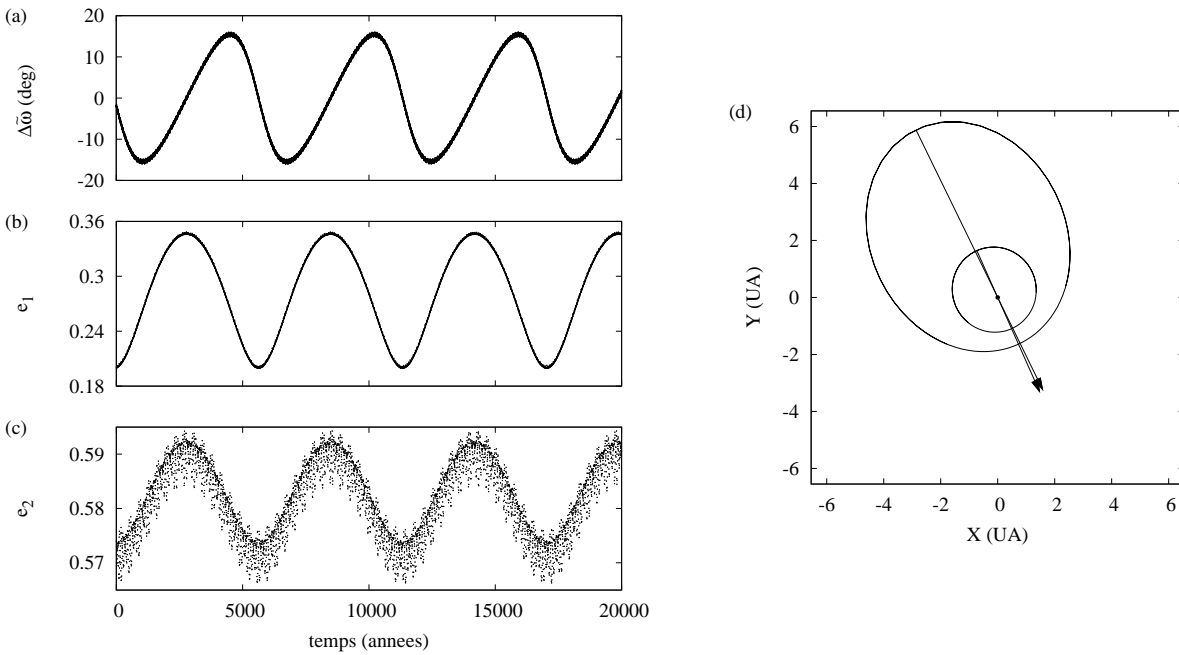 (a)
20
10
0
-10
-20
Δω̃ (deg)
(b)
0.36
0.3
0.24
0.18
e₁
(c)
0.59
0.58
0.57
e₂
0 5000 10000 15000 20000
temps (annees)
(d)
6
4
2
0
-2
-4
-6
Y (UA)
-6 -4 -2 0 2 4 6
X (UA)